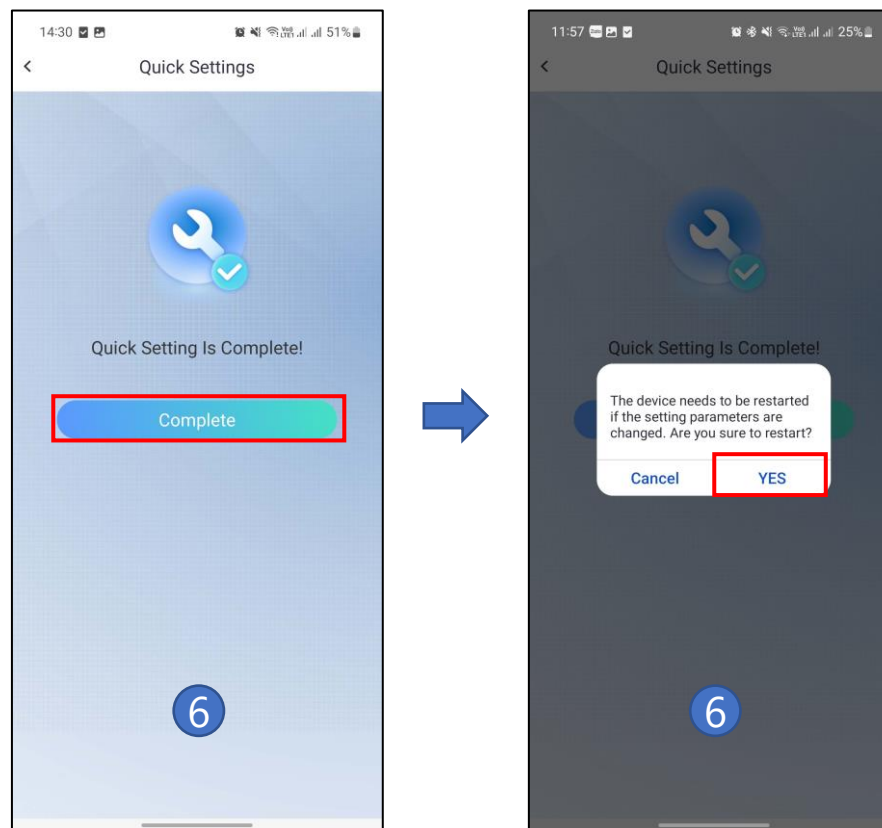 14:30
51%
Quick Settings
Quick Setting Is Complete!
Complete
6
11:57
25%
Quick Settings
Quick Setting Is Complete!
The device needs to be restarted
if the setting parameters are
changed. Are you sure to restart?
Cancel YES
6